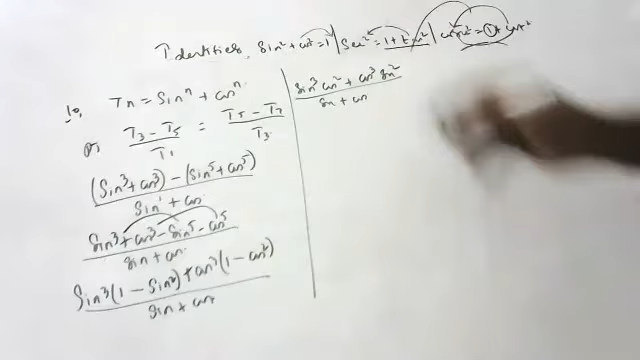 Identities, Sin² + cos² = 1 | Sec² = 1 + tan² | cosec² = 1 + cot²
10, Tn = Sinⁿ + cosⁿ
T3 - T5 / T1 = T5 - T7 / T3
(Sin³ + cos³) - (Sin⁵ + cos⁵)
Sin¹ + cos
Sin³ + cos³ - Sin⁵ - cos⁵
Sin + cos
Sin³(1 - Sin²) + cos³(1 - cos²)
Sin + cos
Sin³ cos² + cos³ Sin²
Sin + cos